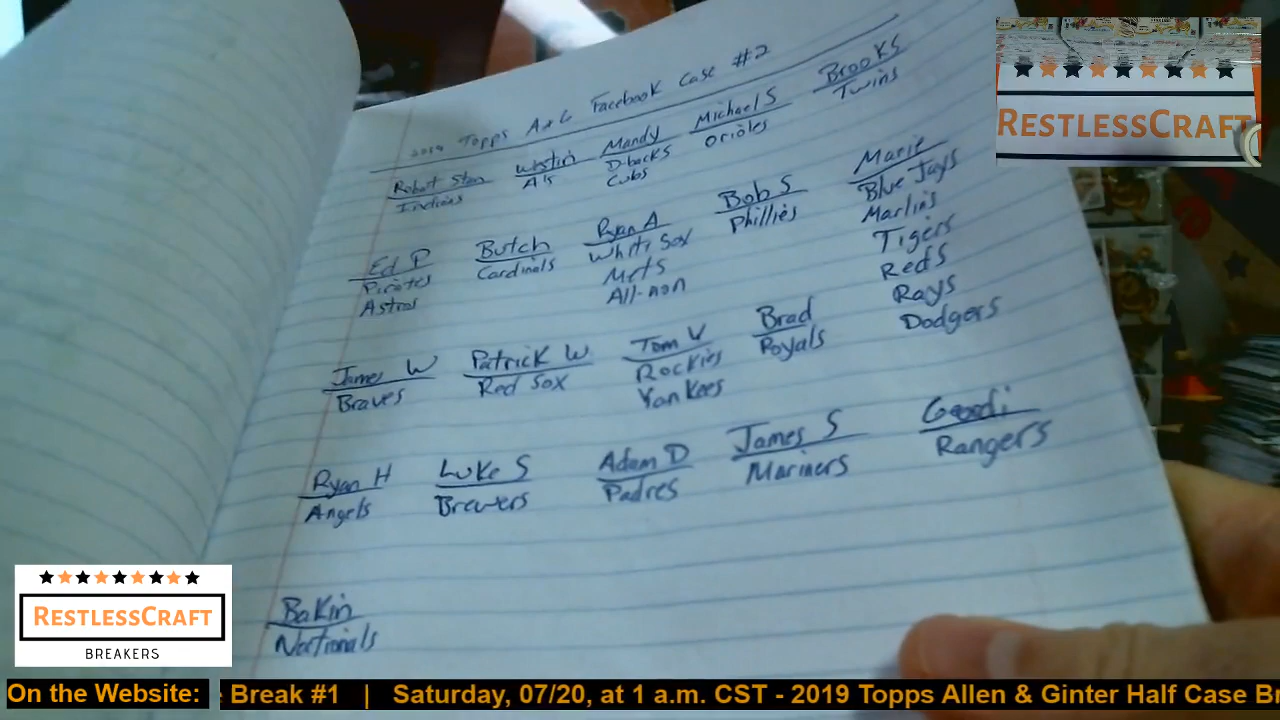 2019 Topps A+G Facebook Case #2
Robert Stan
Indians
Westin
A's
Mandy
D-backs
Cubs
Michael S
Orioles
Brooks
Twins
Ed P
Pirates
Astros
Butch
Cardinals
Ryan A
White Sox
Mets
All-non
Bob S
Phillies
Marie
Blue Jays
Marlins
Tigers
Reds
Rays
Dodgers
James W
Braves
Patrick W
Red Sox
Tom V
Rockies
Yankees
Brad
Royals
Ryan H
Angels
Luke S
Brewers
Adam D
Padres
James S
Mariners
Rangers
Bakin
Nationals
RESTLESSCRAFT
RESTLESSCRAFT
BREAKERS
On the Website: Break #1 | Saturday, 07/20, at 1 a.m. CST - 2019 Topps Allen & Ginter Half Case Br